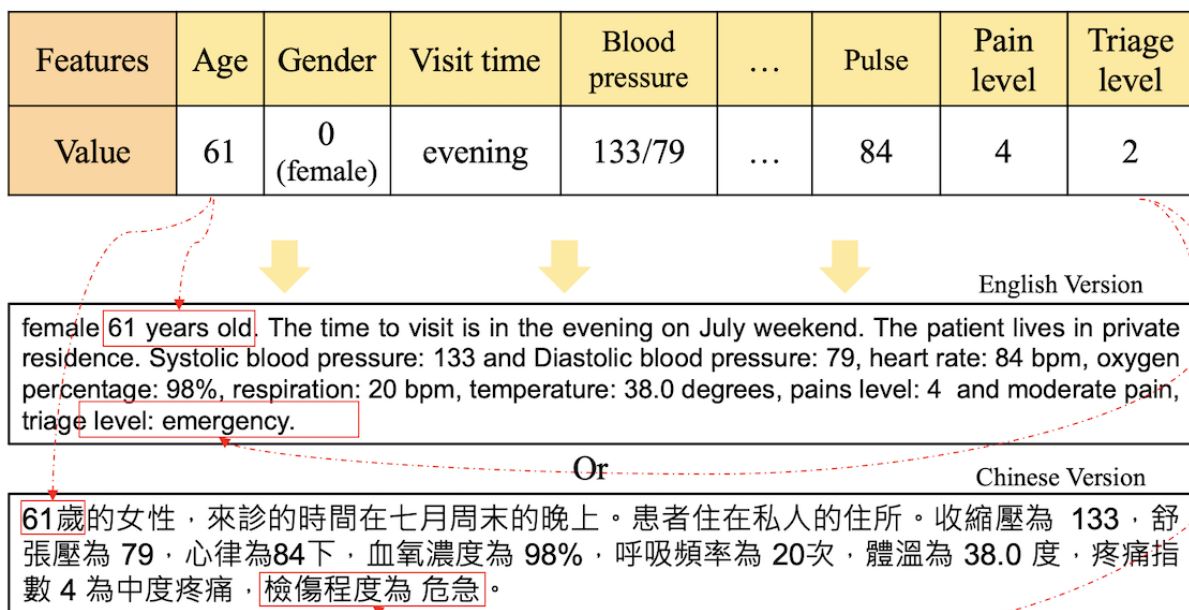 Features Age Gender Visit time Blood pressure ... Pulse Pain level Triage level
Value 61 0 (female) evening 133/79 ... 84 4 2
English Version
female 61 years old. The time to visit is in the evening on July weekend. The patient lives in private
residence. Systolic blood pressure: 133 and Diastolic blood pressure: 79, heart rate: 84 bpm, oxygen
percentage: 98%, respiration: 20 bpm, temperature: 38.0 degrees, pains level: 4 and moderate pain,
triage level: emergency.
Or
Chinese Version
61歲的女性，來診的時間在七月周末的晚上。患者住在私人的住所。收縮壓為 133，舒
張壓為 79，心律為84下，血氧濃度為 98%，呼吸頻率為 20次，體溫為 38.0 度，疼痛指
數 4 為中度疼痛，檢傷程度為 危急。